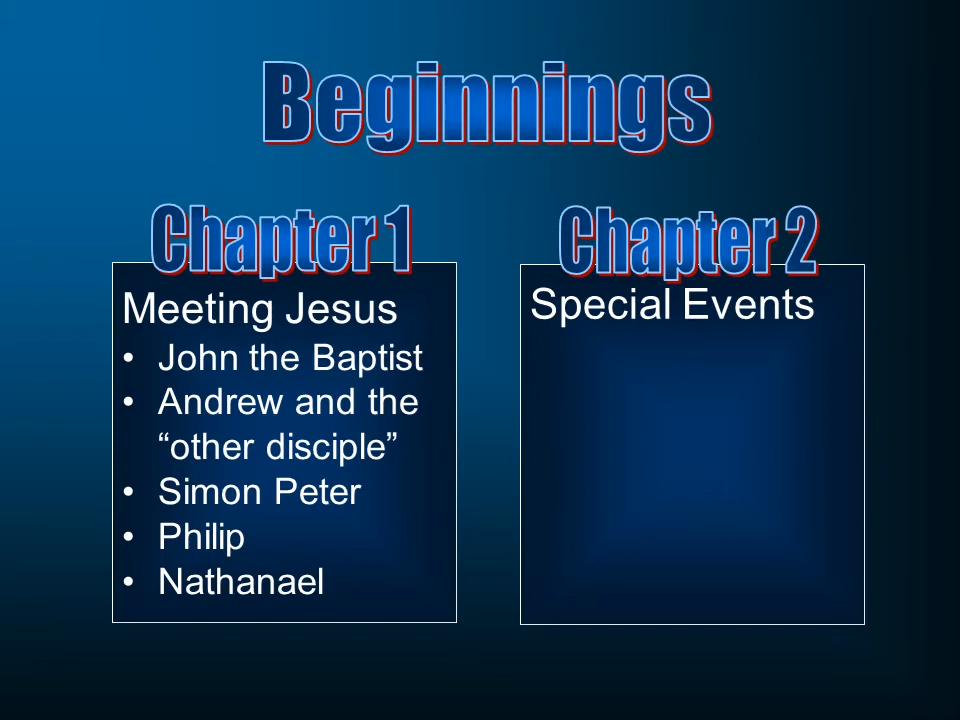 Beginnings
Chapter 1
Meeting Jesus
• John the Baptist
• Andrew and the
“other disciple”
• Simon Peter
• Philip
• Nathanael
Chapter 2
Special Events